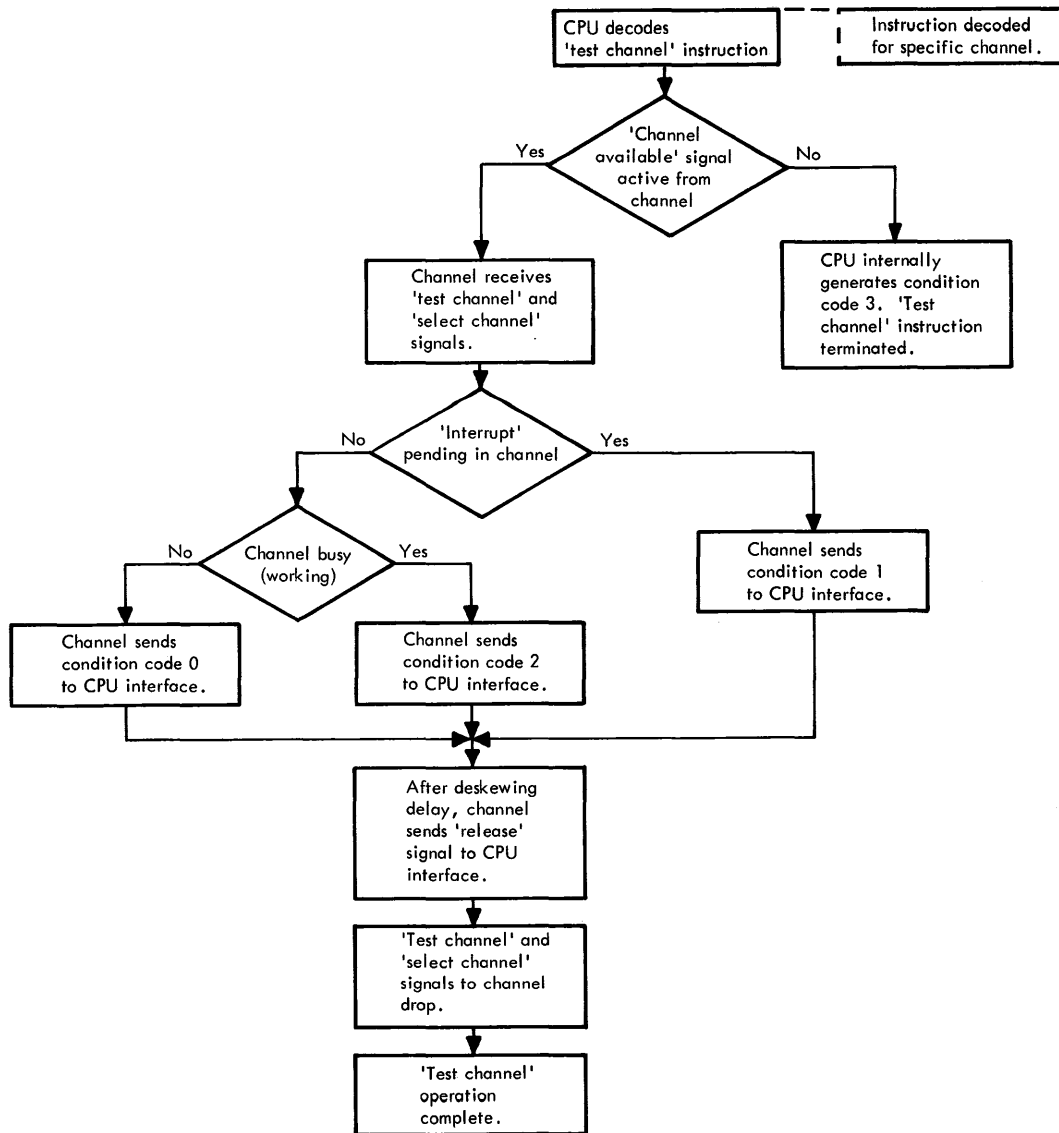 CPU decodes
'test channel' instruction
Instruction decoded
for specific channel.
'Channel
available' signal
active from
channel
Yes
No
Channel receives
'test channel' and
'select channel'
signals.
CPU internally
generates condition
code 3. 'Test
channel' instruction
terminated.
'Interrupt'
pending in channel
No
Yes
Channel busy
(working)
No
Yes
Channel sends
condition code 1
to CPU interface.
Channel sends
condition code 0
to CPU interface.
Channel sends
condition code 2
to CPU interface.
After deskewing
delay, channel
sends 'release'
signal to CPU
interface.
'Test channel' and
'select channel'
signals to channel
drop.
'Test channel'
operation
complete.